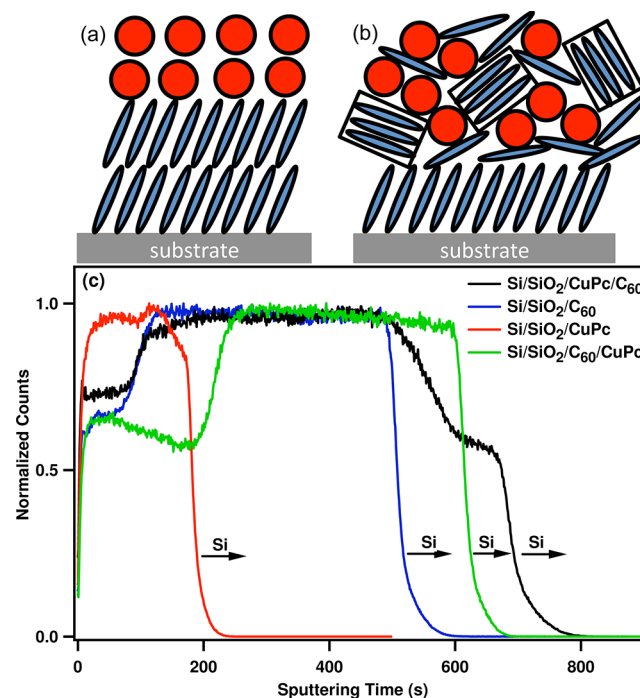 (a)
(b)
substrate
substrate
(c)
Si/SiO₂/CuPc/C₆₀
Si/SiO₂/C₆₀
Si/SiO₂/CuPc
Si/SiO₂/C₆₀/CuPc
1.0
0.5
0.0
Normalized Counts
Si
Si
Si
Si
0
200
400
600
800
Sputtering Time (s)